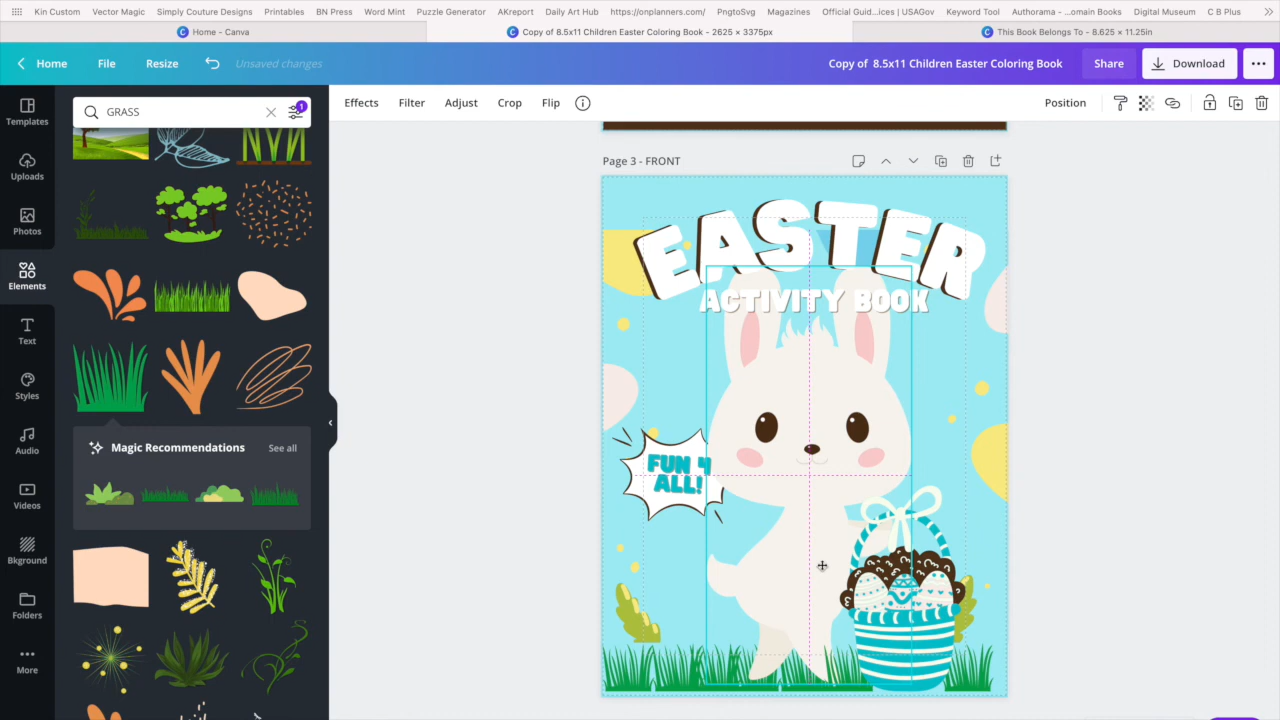 Kin Custom Vector Magic Simply Couture Designs Printables BN Press Word Mint Puzzle Generator AKreport Daily Art Hub https://onplanners.com/ PngtoSvg Magazines Official Guid...ices | USAGov Keyword Tool Authorama - ...omain Books Digital Museum C B Plus
Home - Canva
Copy of 8.5x11 Children Easter Coloring Book - 2625 × 3375px
This Book Belongs To - 8.625 × 11.25in
Home File Resize Unsaved changes Copy of 8.5x11 Children Easter Coloring Book Share Download
Templates
Uploads
Photos
Elements
Text
Styles
Audio
Videos
Bkground
Folders
More
GRASS
1
Magic Recommendations See all
Effects Filter Adjust Crop Flip Position
Page 3 - FRONT
EASTER
ACTIVITY BOOK
FUN 4
ALL!